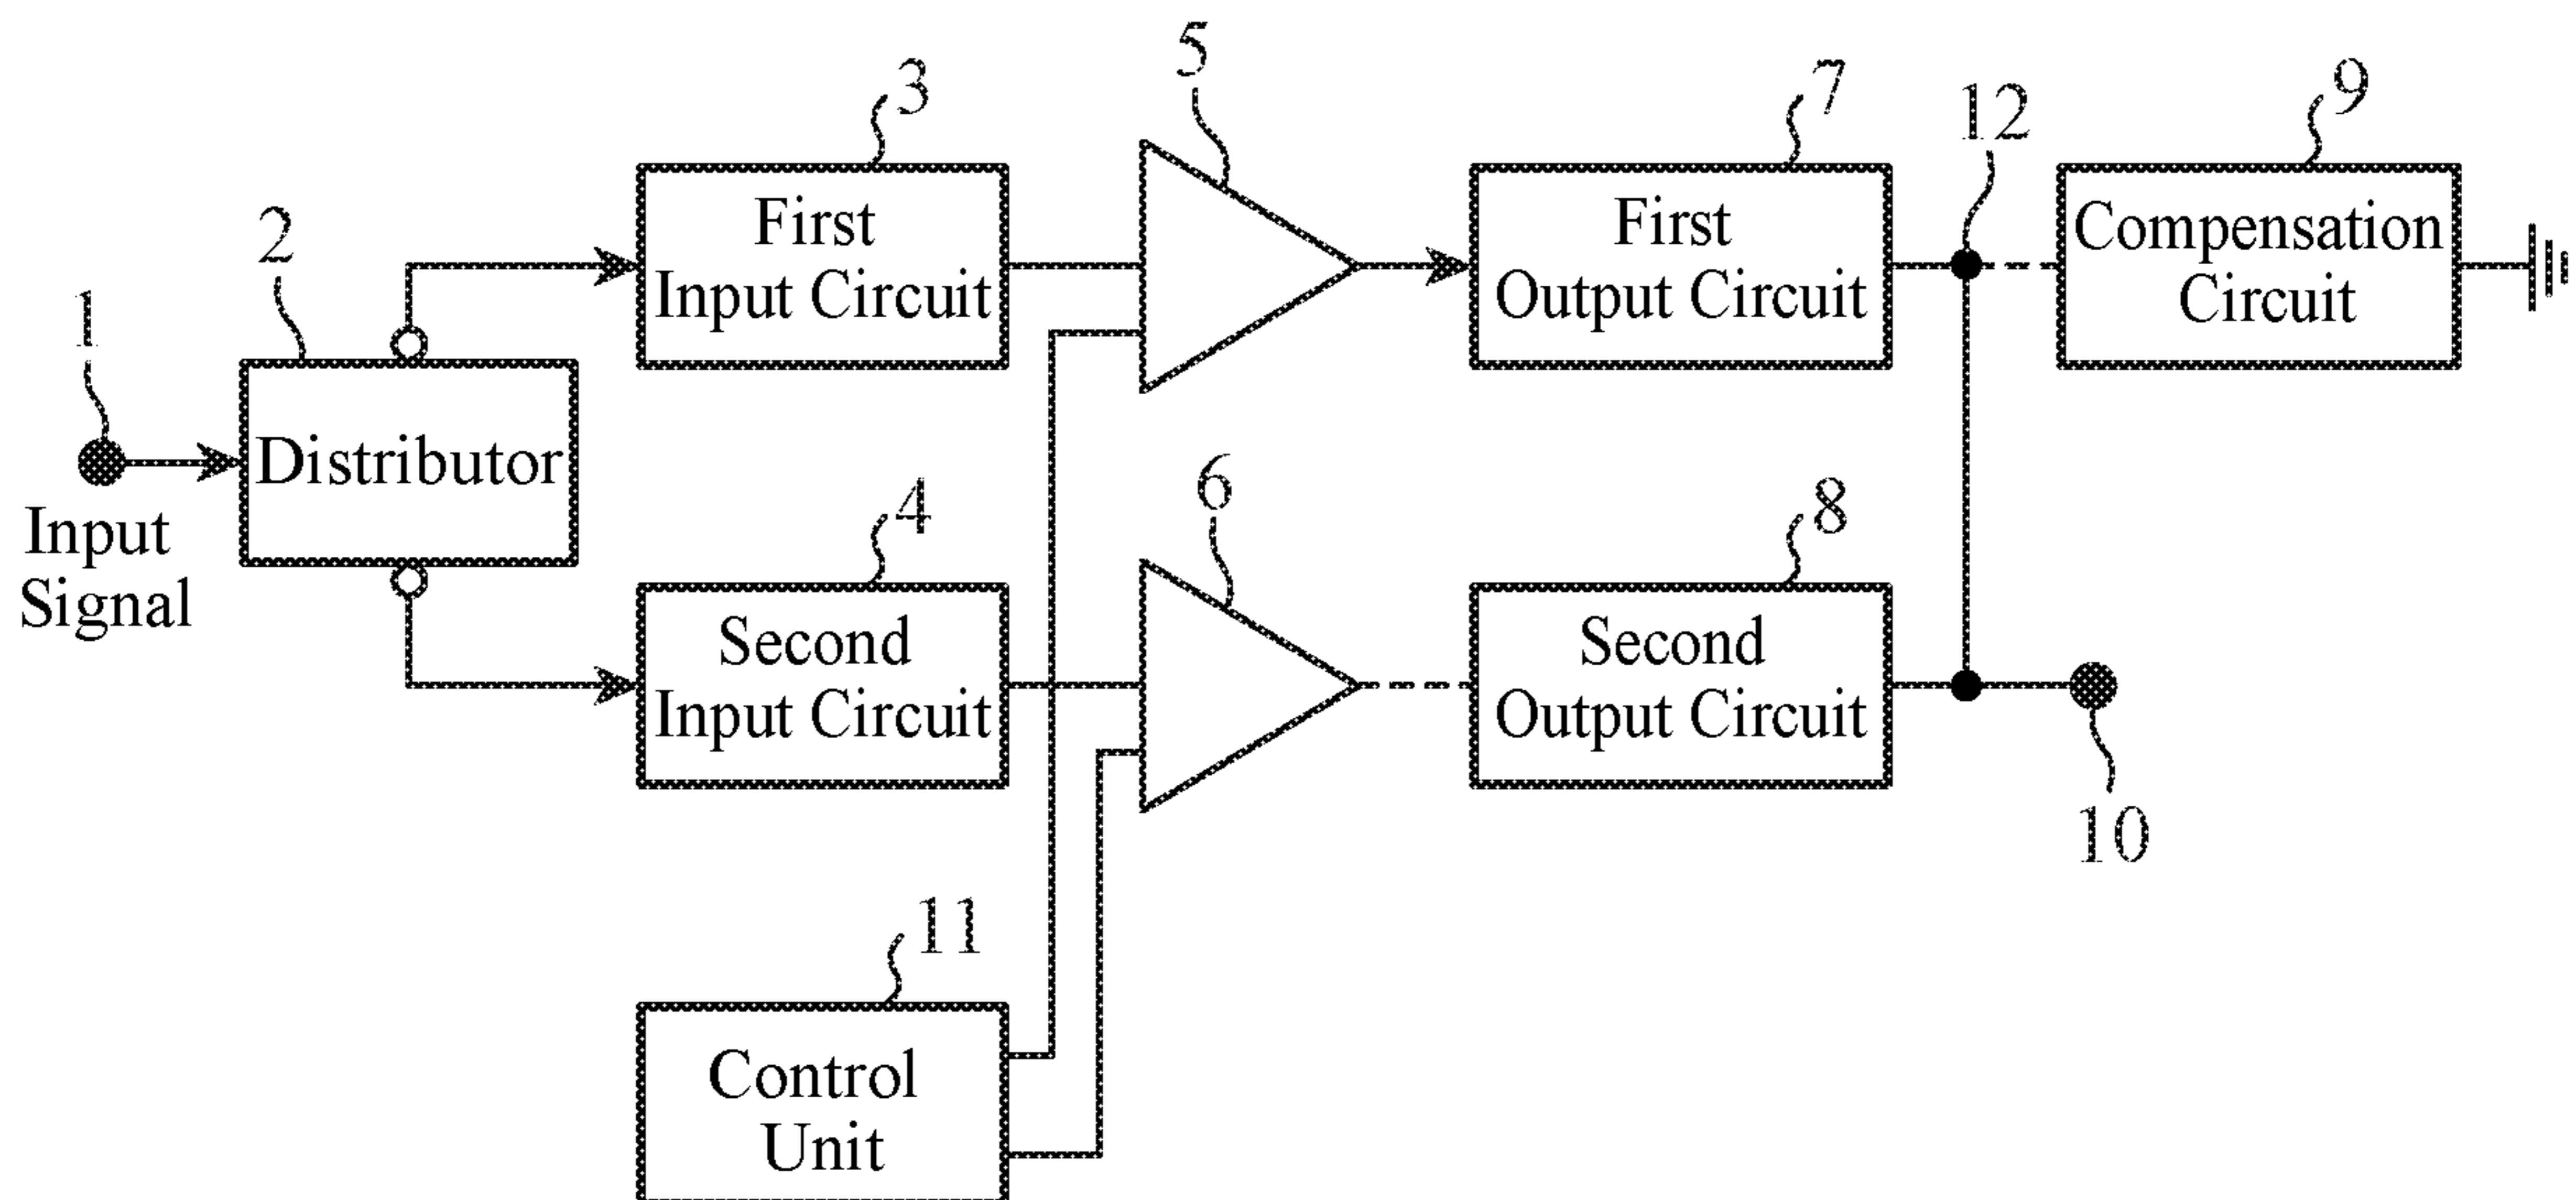 5
3
7
12
9
First
Input Circuit
First
Output Circuit
Compensation
Circuit
2
1
Distributor
Input
Signal
4
6
8
Second
Input Circuit
Second
Output Circuit
10
11
Control
Unit